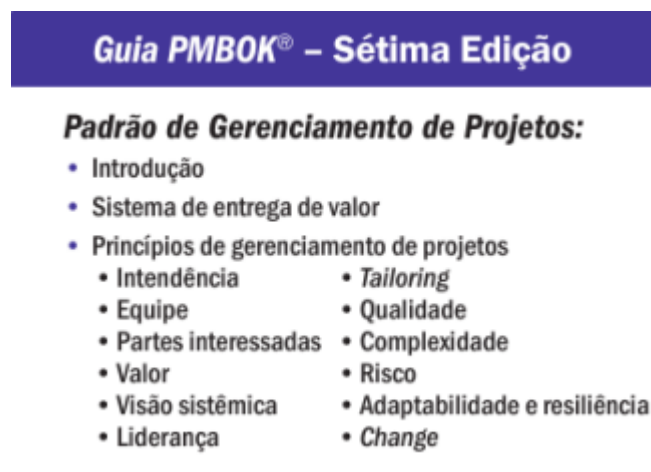 Guia PMBOK® – Sétima Edição
Padrão de Gerenciamento de Projetos:
• Introdução
• Sistema de entrega de valor
• Princípios de gerenciamento de projetos
• Intendência
• Equipe
• Partes interessadas
• Valor
• Visão sistêmica
• Liderança
• Tailoring
• Qualidade
• Complexidade
• Risco
• Adaptabilidade e resiliência
• Change